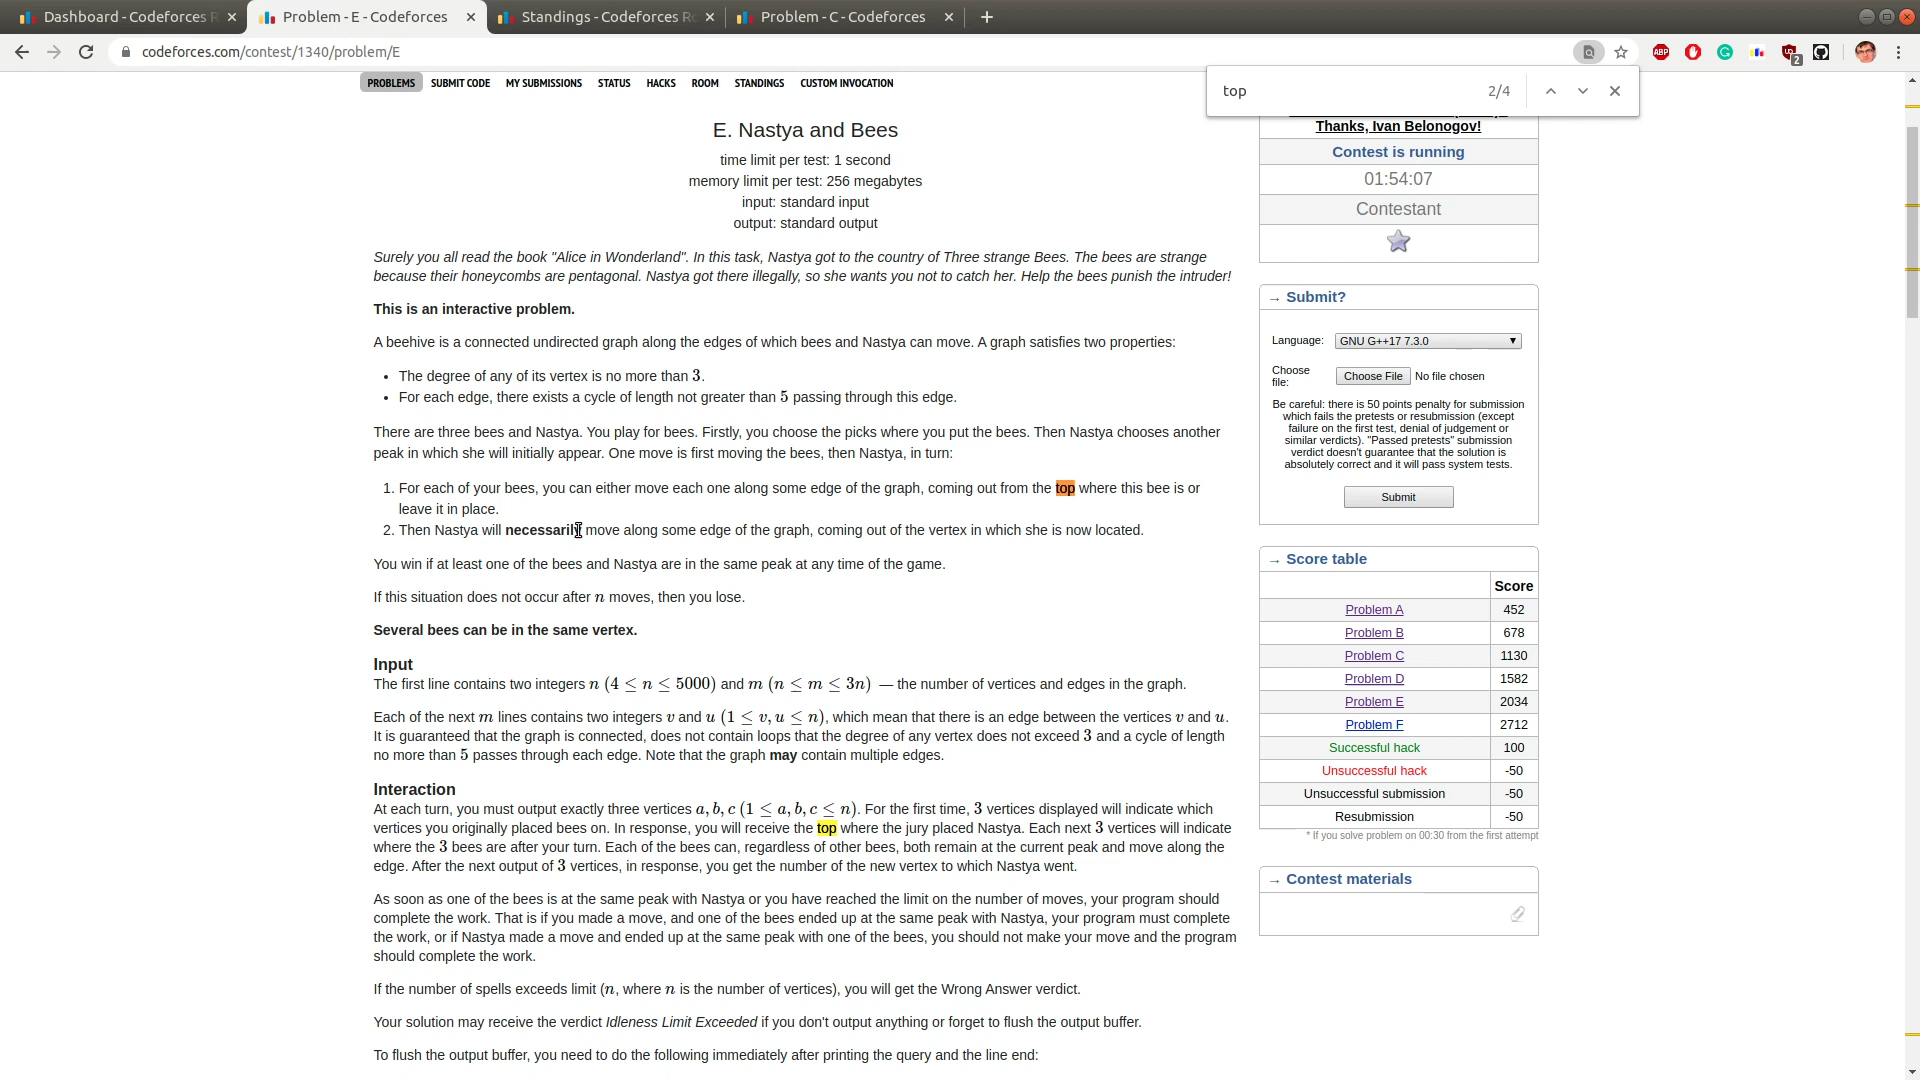 Dashboard - Codeforces R
Problem - E - Codeforces
Standings - Codeforces Ro
Problem - C - Codeforces
codeforces.com/contest/1340/problem/E
ABP
2
top
2/4
PROBLEMS SUBMIT CODE MY SUBMISSIONS STATUS HACKS ROOM STANDINGS CUSTOM INVOCATION
E. Nastya and Bees
time limit per test: 1 second
memory limit per test: 256 megabytes
input: standard input
output: standard output
Surely you all read the book "Alice in Wonderland". In this task, Nastya got to the country of Three strange Bees. The bees are strange
because their honeycombs are pentagonal. Nastya got there illegally, so she wants you not to catch her. Help the bees punish the intruder!
This is an interactive problem.
A beehive is a connected undirected graph along the edges of which bees and Nastya can move. A graph satisfies two properties:
• The degree of any of its vertex is no more than 3.
• For each edge, there exists a cycle of length not greater than 5 passing through this edge.
There are three bees and Nastya. You play for bees. Firstly, you choose the picks where you put the bees. Then Nastya chooses another
peak in which she will initially appear. One move is first moving the bees, then Nastya, in turn:
1. For each of your bees, you can either move each one along some edge of the graph, coming out from the top where this bee is or
leave it in place.
2. Then Nastya will necessarily move along some edge of the graph, coming out of the vertex in which she is now located.
You win if at least one of the bees and Nastya are in the same peak at any time of the game.
If this situation does not occur after n moves, then you lose.
Several bees can be in the same vertex.
Input
The first line contains two integers n (4 ≤ n ≤ 5000) and m (n ≤ m ≤ 3n) — the number of vertices and edges in the graph.
Each of the next m lines contains two integers v and u (1 ≤ v, u ≤ n), which mean that there is an edge between the vertices v and u.
It is guaranteed that the graph is connected, does not contain loops that the degree of any vertex does not exceed 3 and a cycle of length
no more than 5 passes through each edge. Note that the graph may contain multiple edges.
Interaction
At each turn, you must output exactly three vertices a, b, c (1 ≤ a, b, c ≤ n). For the first time, 3 vertices displayed will indicate which
vertices you originally placed bees on. In response, you will receive the top where the jury placed Nastya. Each next 3 vertices will indicate
where the 3 bees are after your turn. Each of the bees can, regardless of other bees, both remain at the current peak and move along the
edge. After the next output of 3 vertices, in response, you get the number of the new vertex to which Nastya went.
As soon as one of the bees is at the same peak with Nastya or you have reached the limit on the number of moves, your program should
complete the work. That is if you made a move, and one of the bees ended up at the same peak with Nastya, your program must complete
the work, or if Nastya made a move and ended up at the same peak with one of the bees, you should not make your move and the program
should complete the work.
If the number of spells exceeds limit (n, where n is the number of vertices), you will get the Wrong Answer verdict.
Your solution may receive the verdict Idleness Limit Exceeded if you don't output anything or forget to flush the output buffer.
To flush the output buffer, you need to do the following immediately after printing the query and the line end:
Thanks, Ivan Belonogov!
Contest is running
01:54:07
Contestant
→ Submit?
Language: GNU G++17 7.3.0
Choose
file:
Choose File No file chosen
Be careful: there is 50 points penalty for submission
which fails the pretests or resubmission (except
failure on the first test, denial of judgement or
similar verdicts). "Passed pretests" submission
verdict doesn't guarantee that the solution is
absolutely correct and it will pass system tests.
Submit
→ Score table
Score
Problem A 452
Problem B 678
Problem C 1130
Problem D 1582
Problem E 2034
Problem F 2712
Successful hack 100
Unsuccessful hack -50
Unsuccessful submission -50
Resubmission -50
* If you solve problem on 00:30 from the first attempt
→ Contest materials